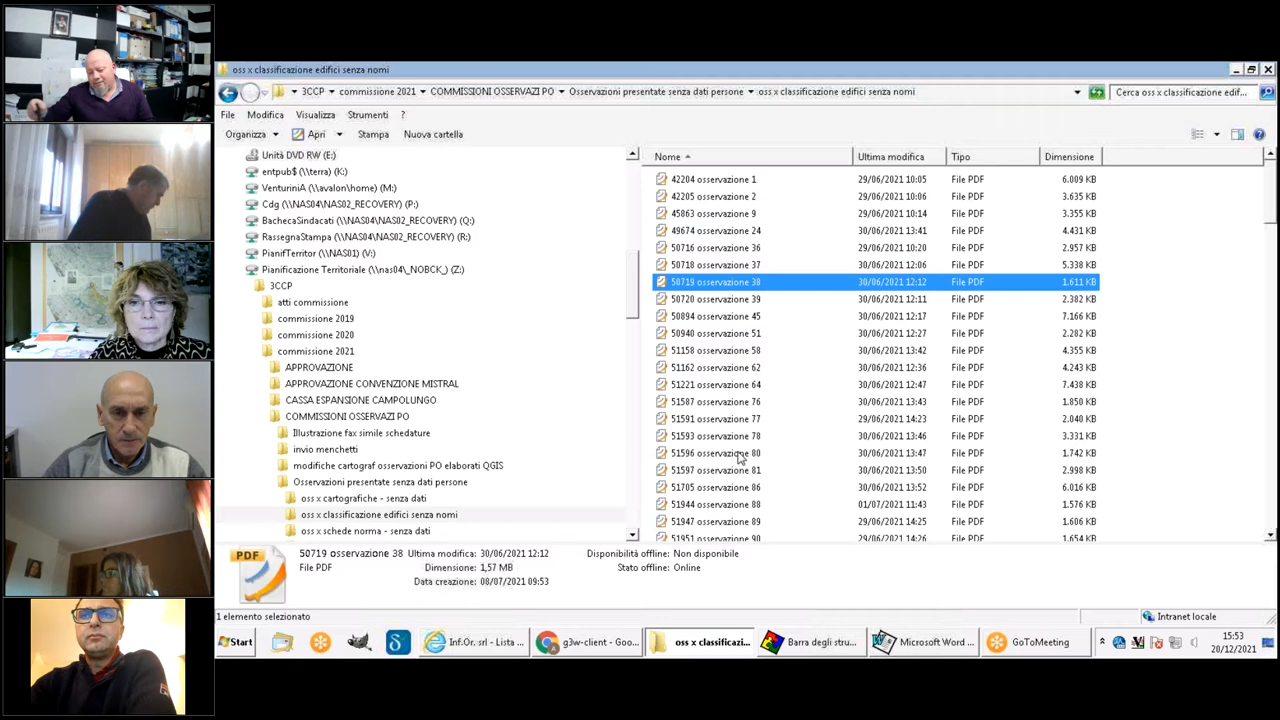 oss x classificazione edifici senza nomi
3CCP
commissione 2021
COMMISSIONI OSSERVAZI PO
Osservazioni presentate senza dati persone
oss x classificazione edifici senza nomi
Cerca oss x classificazione edif...
File Modifica Visualizza Strumenti ?
Organizza Apri Stampa Nuova cartella
Unità DVD RW (E:)
entpub$ (\\terra) (K:)
VenturiniA (\\avalon\home) (M:)
Cdg (\\NAS04\NAS02_RECOVERY) (P:)
BachecaSindacati (\\NAS04\NAS02_RECOVERY) (Q:)
RassegnaStampa (\\NAS04\NAS02_RECOVERY) (R:)
PianifTerritor (\\NAS01) (V:)
Pianificazione Territoriale (\\nas04\_NOBCK_) (Z:)
3CCP
atti commissione
commissione 2019
commissione 2020
commissione 2021
APPROVAZIONE
APPROVAZIONE CONVENZIONE MISTRAL
CASSA ESPANSIONE CAMPOLUNGO
COMMISSIONI OSSERVAZI PO
Illustrazione fax simile schedature
invio menchetti
modifiche cartograf osservazioni PO elaborati QGIS
Osservazioni presentate senza dati persone
oss x cartografiche - senza dati
oss x classificazione edifici senza nomi
oss x schede norma - senza dati
Nome Ultima modifica Tipo Dimensione
42204 osservazione 1 29/06/2021 10:05 File PDF 6.009 KB
42205 osservazione 2 29/06/2021 10:06 File PDF 3.635 KB
45863 osservazione 9 29/06/2021 10:14 File PDF 3.355 KB
49674 osservazione 24 30/06/2021 13:41 File PDF 4.431 KB
50716 osservazione 36 29/06/2021 10:20 File PDF 2.957 KB
50718 osservazione 37 30/06/2021 12:06 File PDF 5.338 KB
50719 osservazione 38 30/06/2021 12:12 File PDF 1.611 KB
50720 osservazione 39 30/06/2021 12:11 File PDF 2.382 KB
50894 osservazione 45 30/06/2021 12:17 File PDF 7.166 KB
50940 osservazione 51 30/06/2021 12:27 File PDF 2.282 KB
51158 osservazione 58 30/06/2021 13:42 File PDF 4.355 KB
51162 osservazione 62 30/06/2021 12:36 File PDF 4.243 KB
51221 osservazione 64 30/06/2021 12:47 File PDF 7.438 KB
51587 osservazione 76 30/06/2021 13:43 File PDF 1.850 KB
51591 osservazione 77 29/06/2021 14:23 File PDF 2.040 KB
51593 osservazione 78 30/06/2021 13:46 File PDF 3.331 KB
51596 osservazione 80 30/06/2021 13:47 File PDF 1.742 KB
51597 osservazione 81 30/06/2021 13:50 File PDF 2.998 KB
51705 osservazione 86 30/06/2021 13:52 File PDF 6.016 KB
51944 osservazione 88 01/07/2021 11:43 File PDF 1.576 KB
51947 osservazione 89 29/06/2021 14:25 File PDF 1.606 KB
51951 osservazione 90 29/06/2021 14:26 File PDF 1.654 KB
PDF
50719 osservazione 38 Ultima modifica: 30/06/2021 12:12 Disponibilità offline: Non disponibile
File PDF Dimensione: 1,57 MB Stato offline: Online
Data creazione: 08/07/2021 09:53
1 elemento selezionato
Intranet locale
Start
Inf.Or. srl - Lista ...
g3w-client - Goo...
oss x classificazi...
Barra degli stru...
Microsoft Word ...
GoToMeeting
15:53
20/12/2021